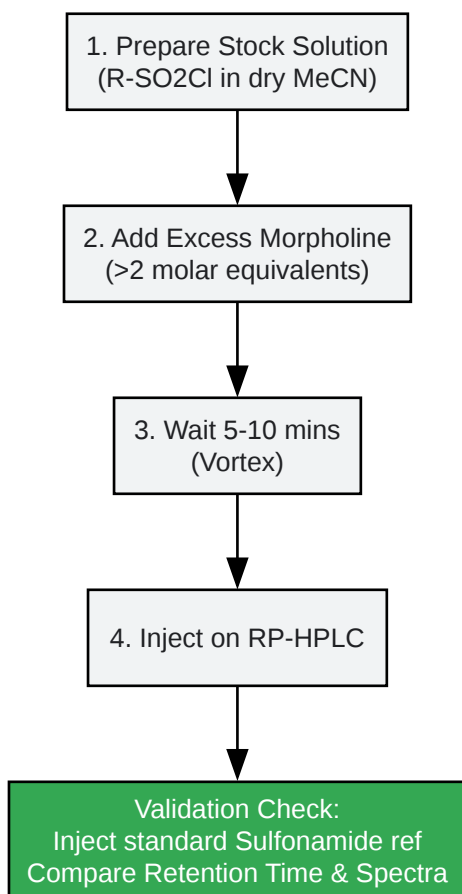 1. Prepare Stock Solution
(R-SO2Cl in dry MeCN)
2. Add Excess Morpholine
(>2 molar equivalents)
3. Wait 5-10 mins
(Vortex)
4. Inject on RP-HPLC
Validation Check:
Inject standard Sulfonamide ref
Compare Retention Time & Spectra